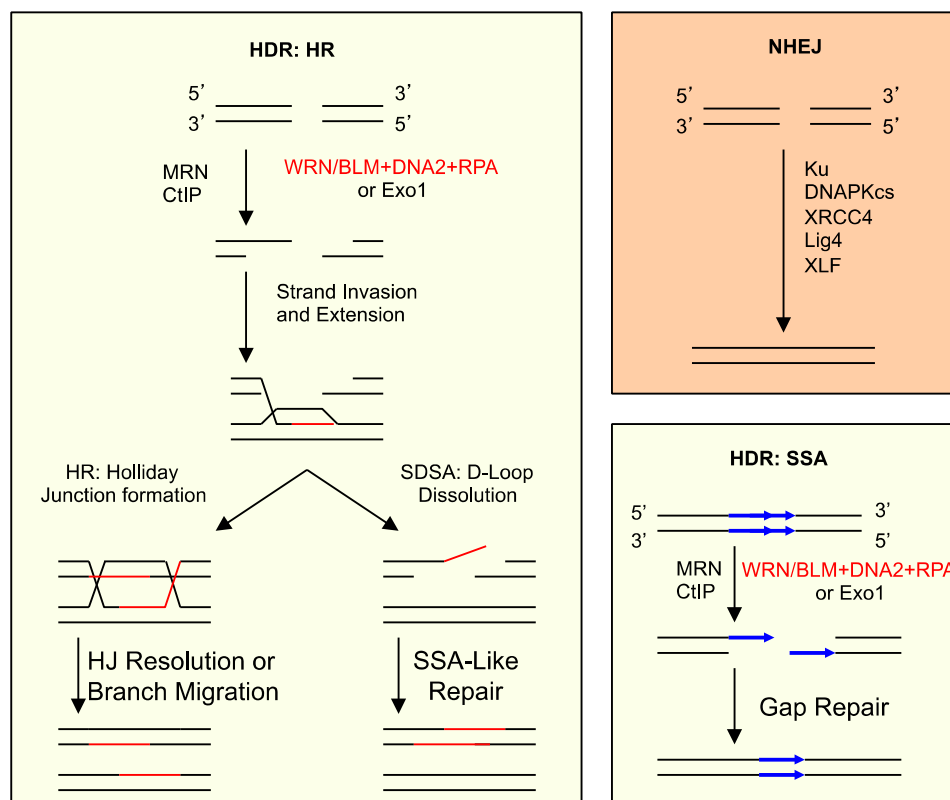 HDR: HR
5’ 3’
3’ 5’
MRN
CtIP
WRN/BLM+DNA2+RPA
or Exo1
Strand Invasion
and Extension
HR: Holliday
Junction formation
SDSA: D-Loop
Dissolution
HJ Resolution or
Branch Migration
SSA-Like
Repair
NHEJ
5’ 3’
3’ 5’
Ku
DNAPKcs
XRCC4
Lig4
XLF
HDR: SSA
5’ 3’
3’ 5’
MRN
CtIP
WRN/BLM+DNA2+RPA
or Exo1
Gap Repair